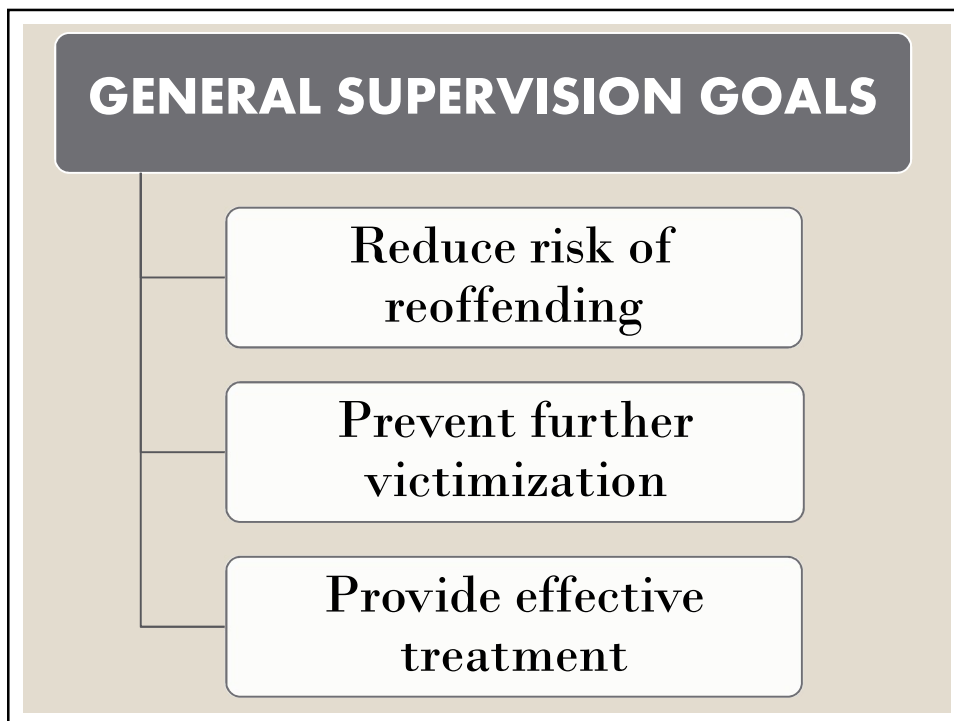 GENERAL SUPERVISION GOALS
Reduce risk of
reoffending
Prevent further
victimization
Provide effective
treatment